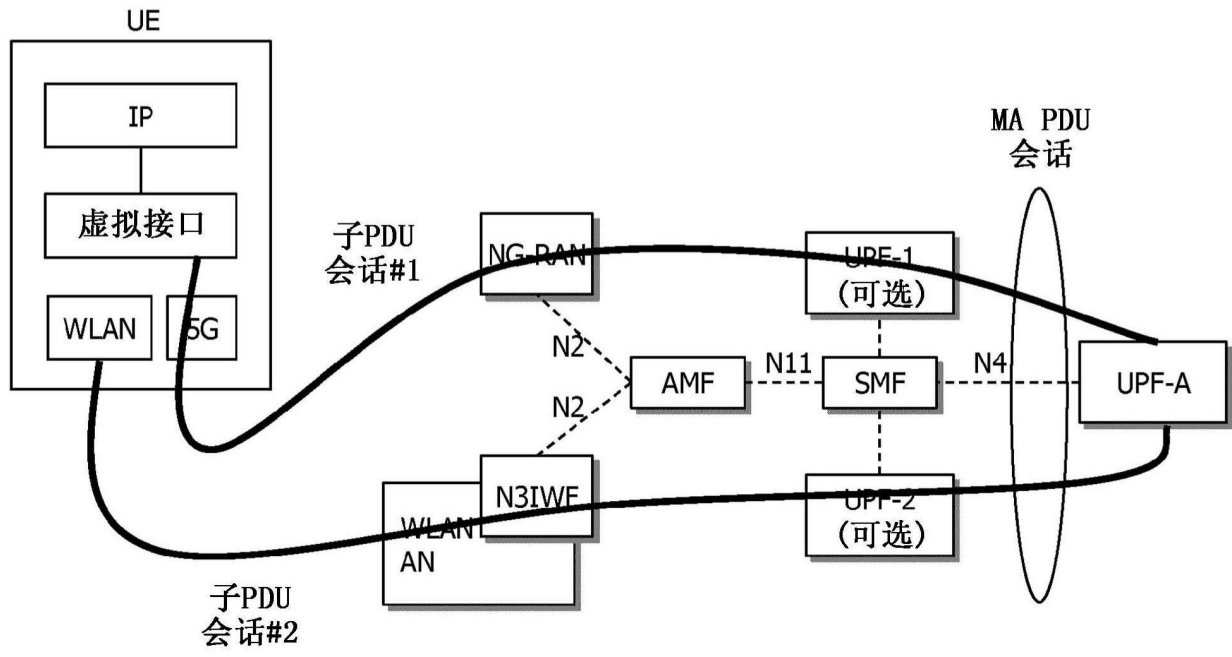 UE
IP
虚拟接口
WLAN
5G
子PDU
会话#1
NG-RAN
UPF-1
(可选)
MA PDU
会话
N2
N2
AMF
N11
SMF
N4
UPF-A
N3IWF
WLAN
AN
UPF-2
(可选)
子PDU
会话#2